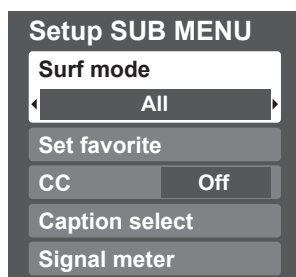 Setup SUB MENU
Surf mode
All
Set favorite
CC Off
Caption select
Signal meter